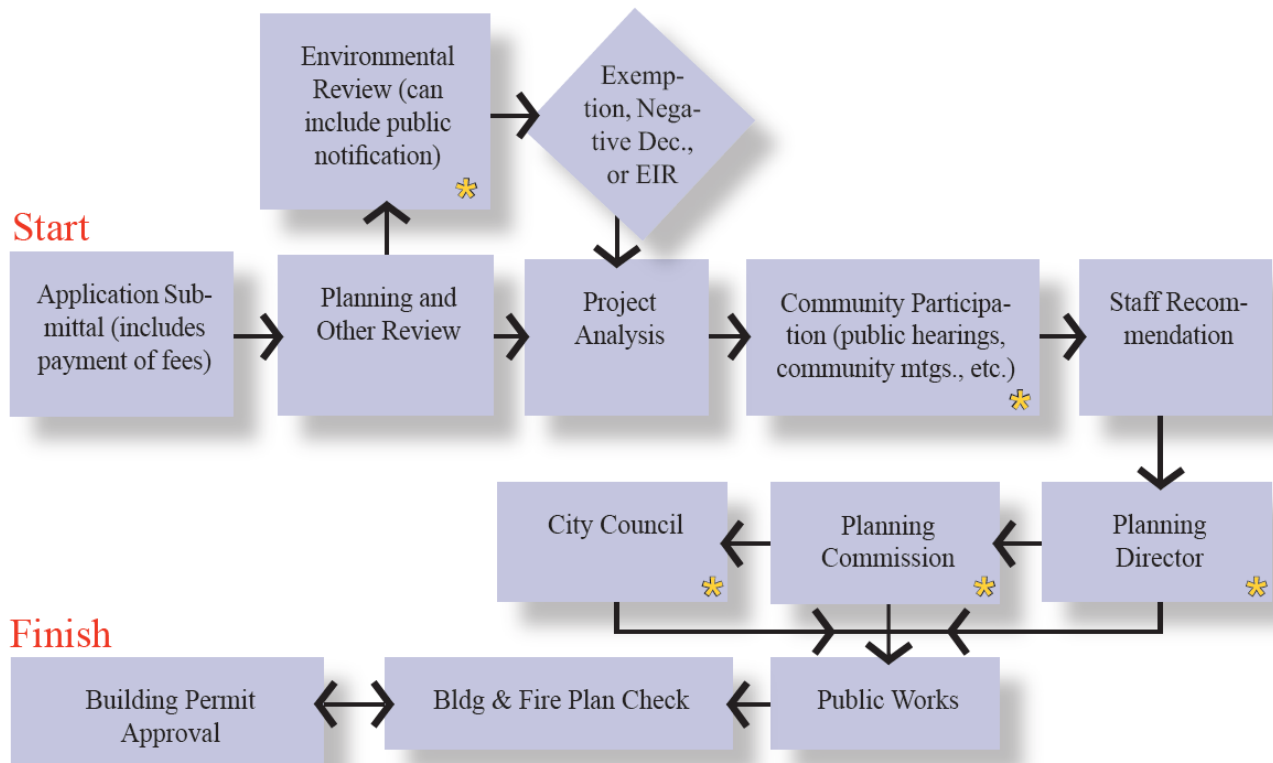 Environmental
Review (can
include public
notification)
*
Exemp-
tion, Nega-
tive Dec.,
or EIR
Start
Application Sub-
mittal (includes
payment of fees)
Planning and
Other Review
Project
Analysis
Community Participa-
tion (public hearings,
community mtgs., etc.)
*
Staff Recom-
mendation
City Council
*
Planning
Commission
*
Planning
Director
*
Finish
Building Permit
Approval
Bldg & Fire Plan Check
Public Works